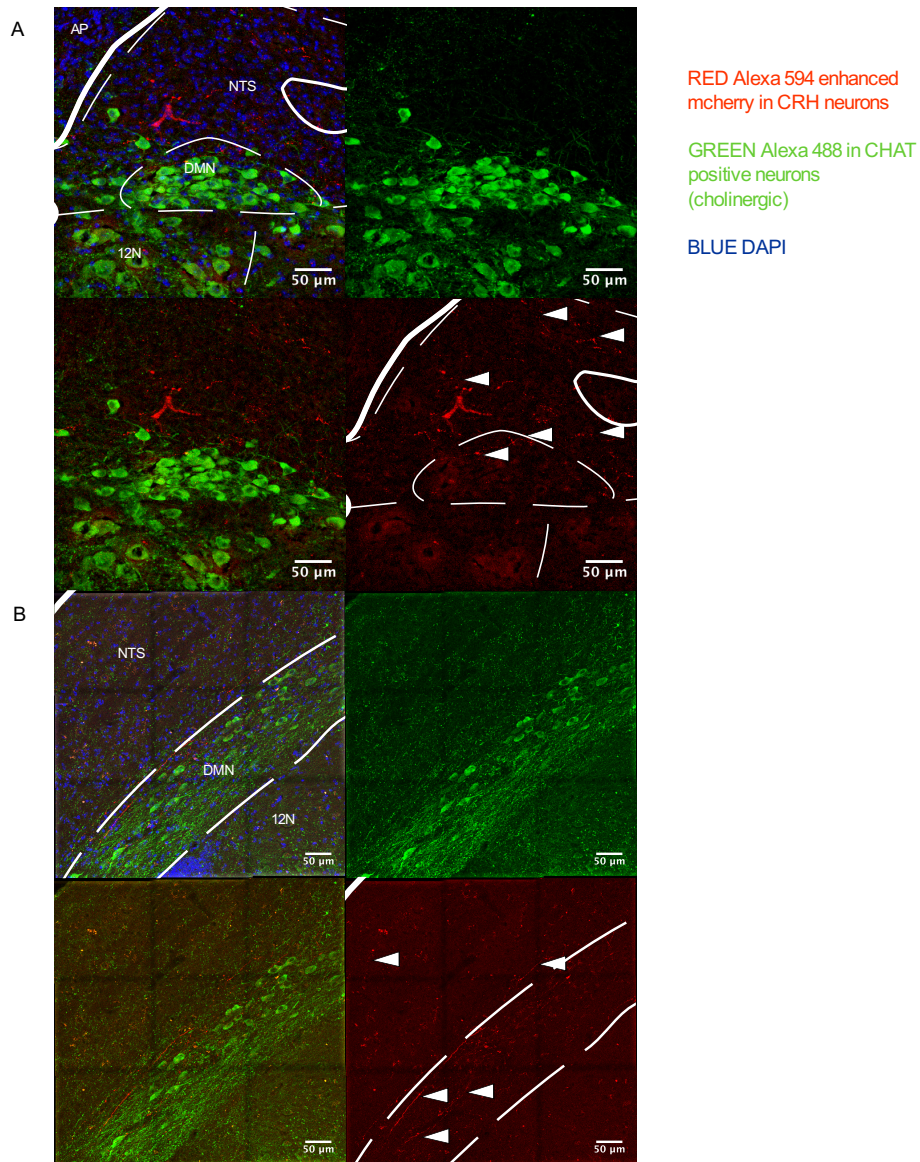 A
AP
NTS
DMN
12N
50 µm
50 µm
50 µm
50 µm
RED Alexa 594 enhanced
mcherry in CRH neurons
GREEN Alexa 488 in CHAT
positive neurons
(cholinergic)
BLUE DAPI
B
NTS
DMN
12N
50 µm
50 µm
50 µm
50 µm